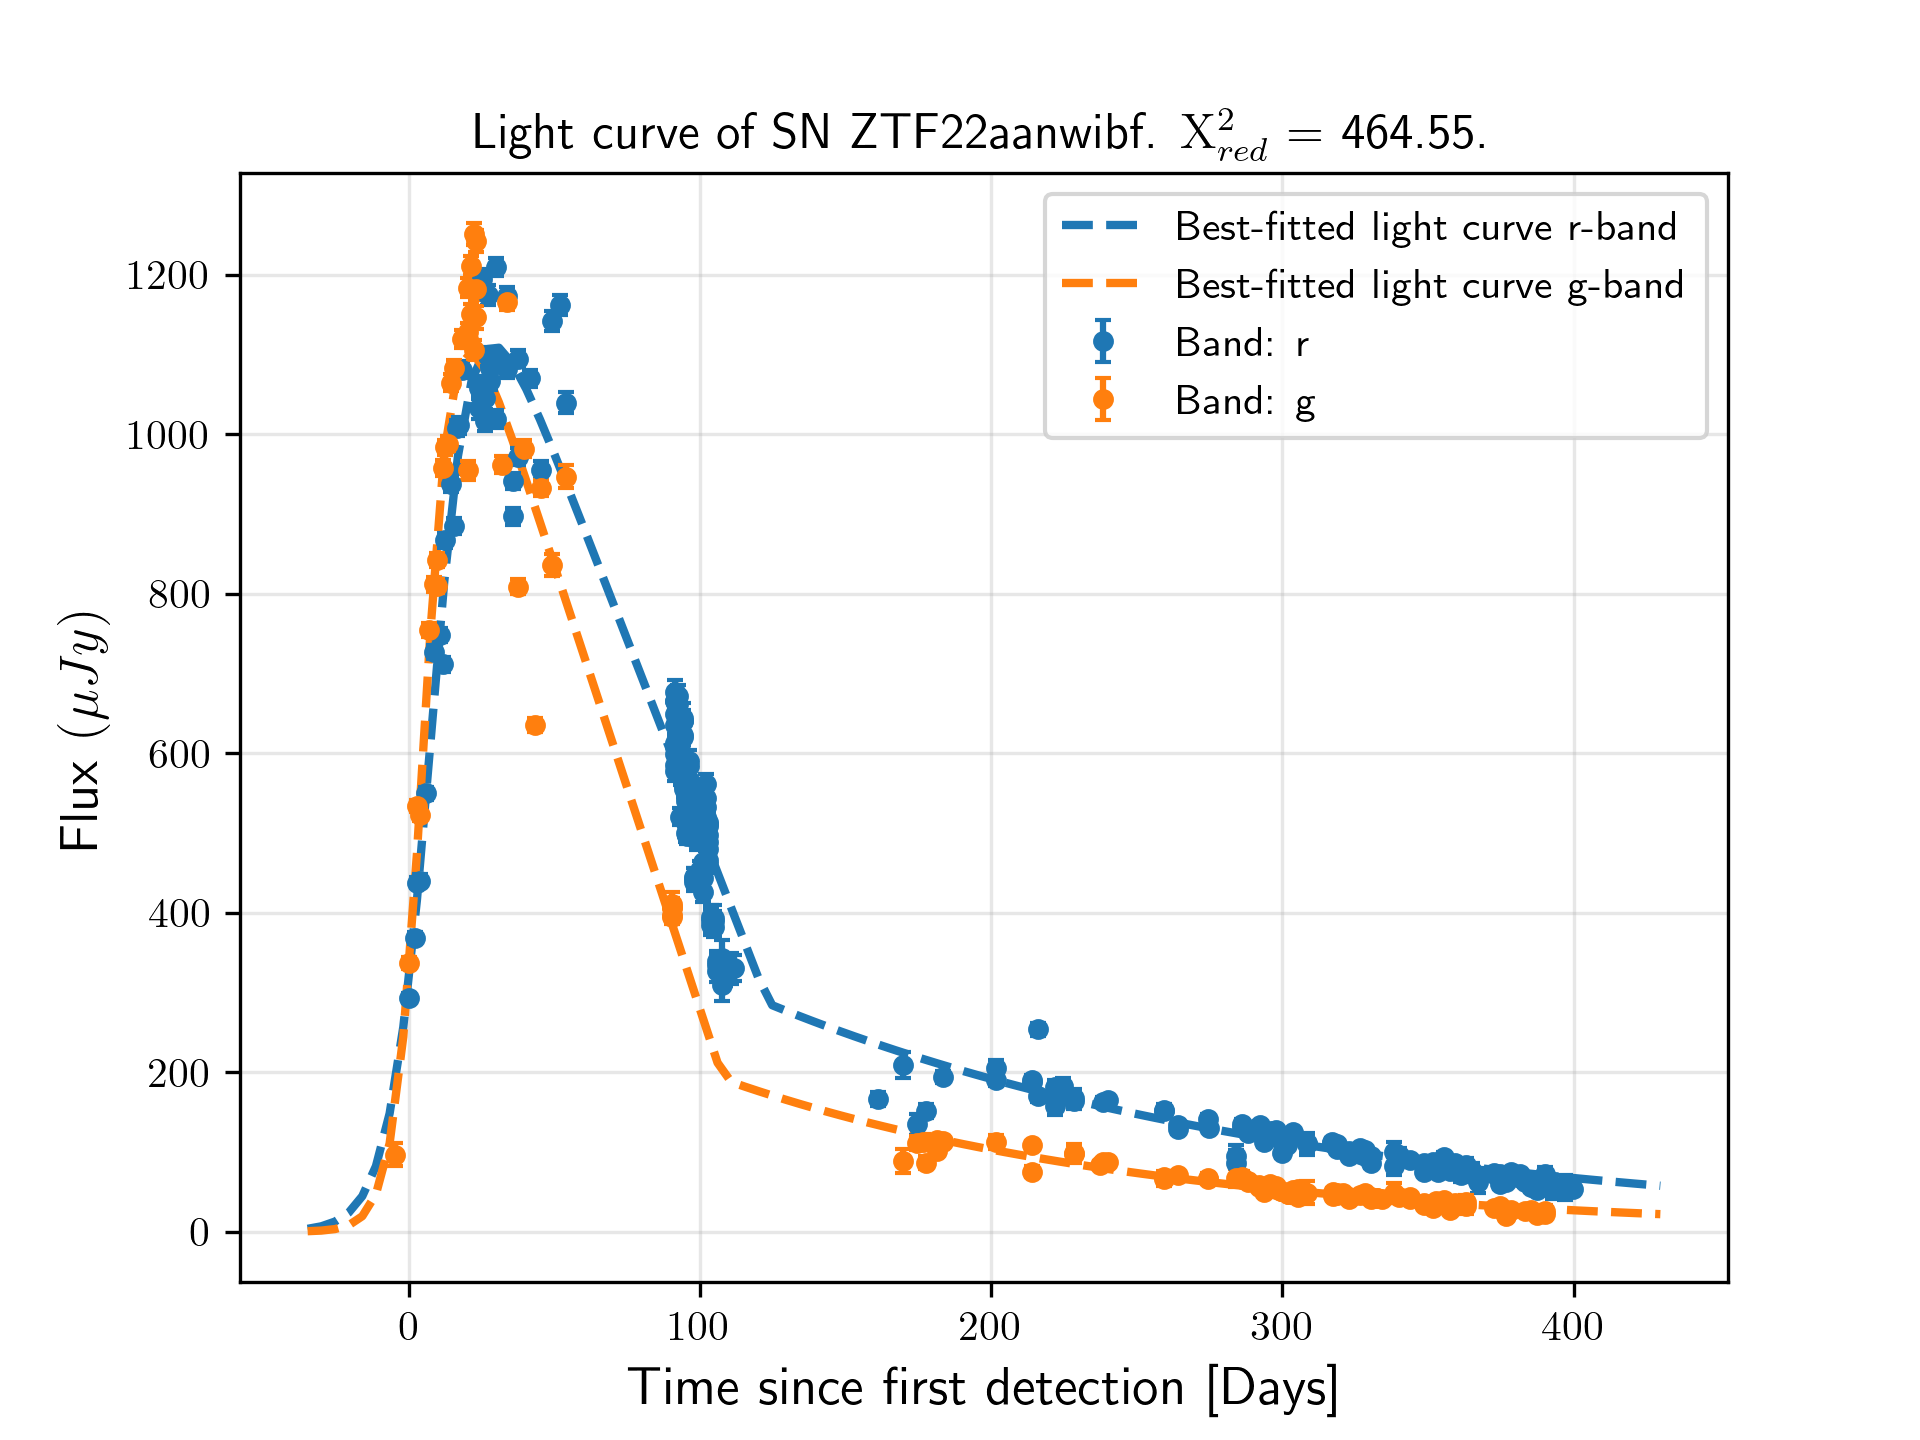 Light curve of SN ZTF22aanwibf. X²_red = 464.55.
Best-fitted light curve r-band
Best-fitted light curve g-band
Band: r
Band: g
Flux (μJy)
1200
1000
800
600
400
200
0
0 100 200 300 400
Time since first detection [Days]